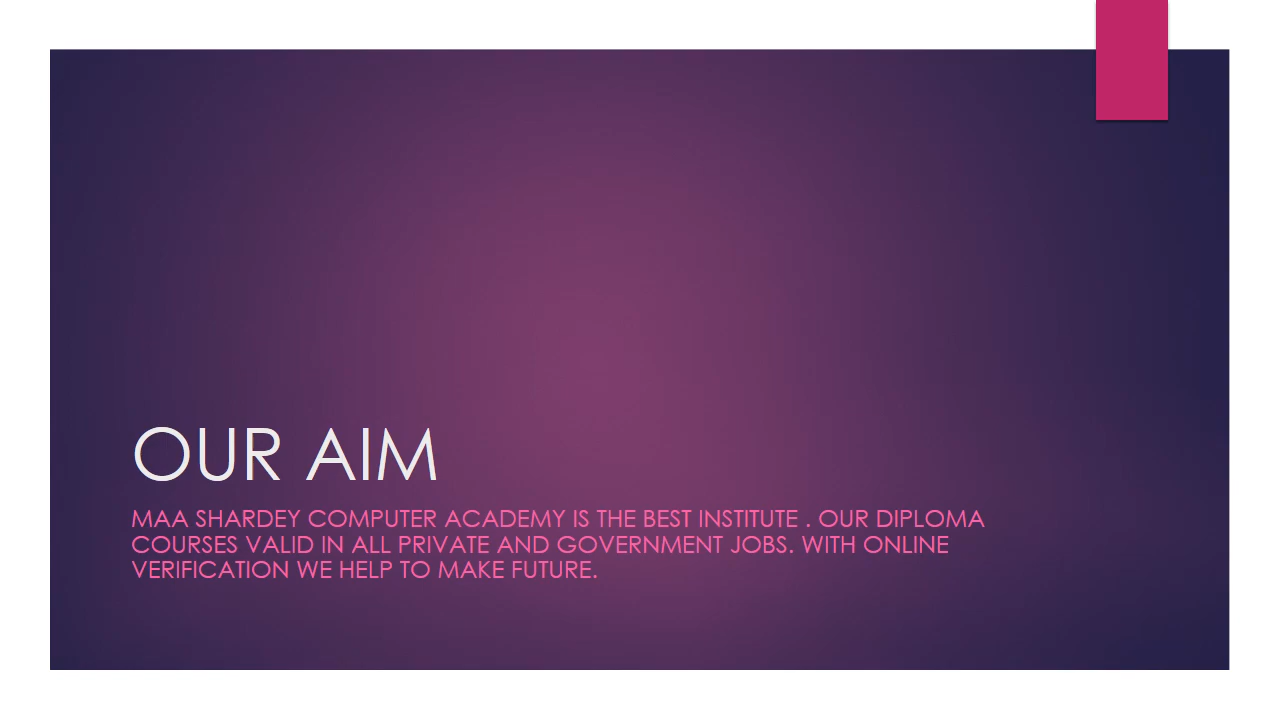 OUR AIM
MAA SHARDEY COMPUTER ACADEMY IS THE BEST INSTITUTE . OUR DIPLOMA
COURSES VALID IN ALL PRIVATE AND GOVERNMENT JOBS. WITH ONLINE
VERIFICATION WE HELP TO MAKE FUTURE.